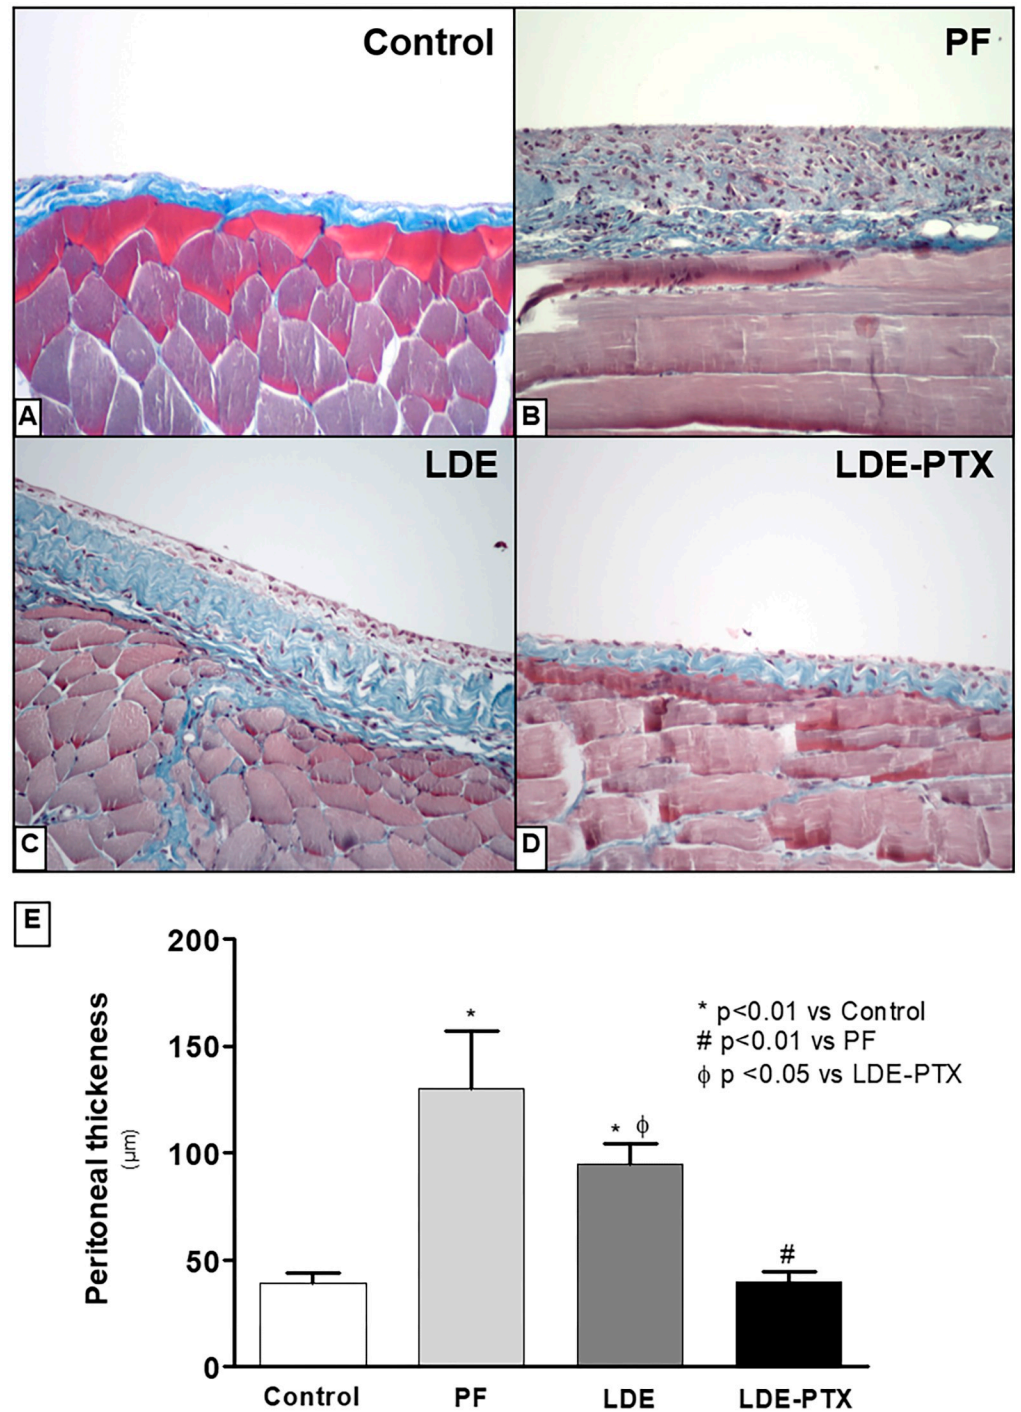 Control
PF
A
B
LDE
LDE-PTX
C
D
E
200
150
100
50
0
Peritoneal thickeness
(μm)
*
* ϕ
#
* p<0.01 vs Control
# p<0.01 vs PF
ϕ p <0.05 vs LDE-PTX
Control
PF
LDE
LDE-PTX